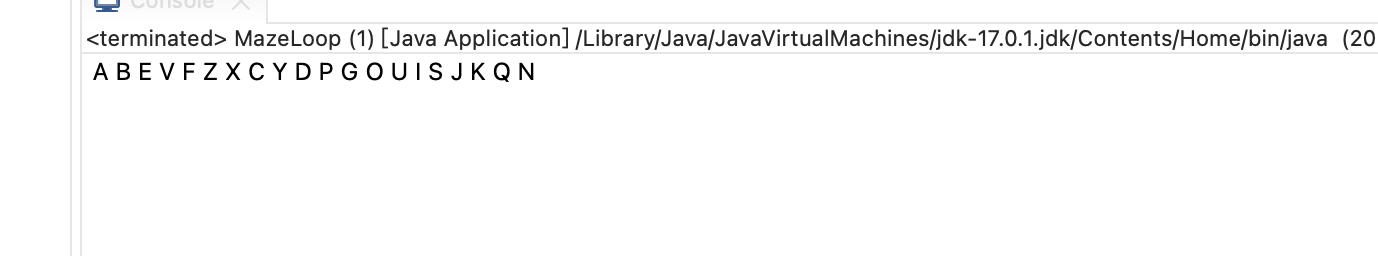 Console
<terminated> MazeLoop (1) [Java Application] /Library/Java/JavaVirtualMachines/jdk-17.0.1.jdk/Contents/Home/bin/java (20
A B E V F Z X C Y D P G O U I S J K Q N